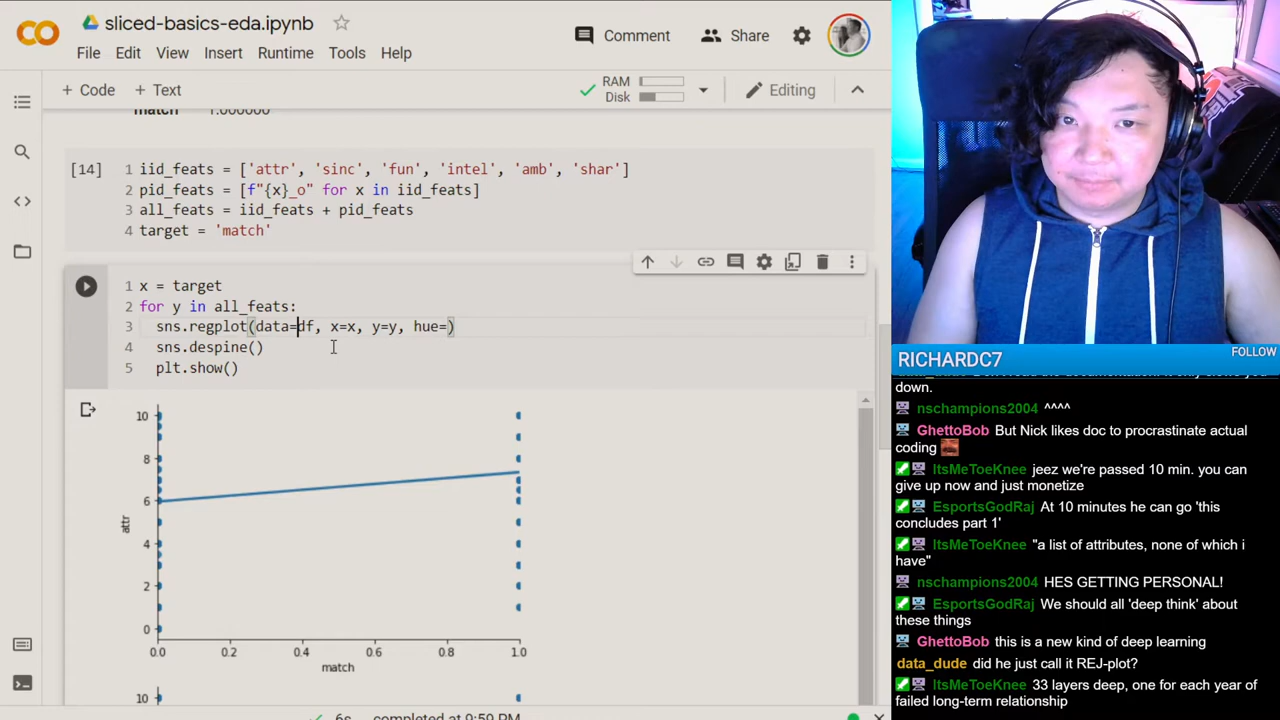 sliced-basics-eda.ipynb
Comment
Share
File Edit View Insert Runtime Tools Help
+ Code + Text
RAM
Disk
Editing
match 1.000000
[14]
1 iid_feats = ['attr', 'sinc', 'fun', 'intel', 'amb', 'shar']
2 pid_feats = [f"{x}_o" for x in iid_feats]
3 all_feats = iid_feats + pid_feats
4 target = 'match'
1 x = target
2 for y in all_feats:
3 sns.regplot(data=df, x=x, y=y, hue=)
4 sns.despine()
5 plt.show()
10
8
6
4
2
0
attr
0.0 0.2 0.4 0.6 0.8 1.0
match
10
6s completed at 9:59 PM
RICHARDC7
FOLLOW
down.
nschampions2004 ^^^^
GhettoBob But Nick likes doc to procrastinate actual
coding
ItsMeToeKnee jeez we're passed 10 min. you can
give up now and just monetize
EsportsGodRaj At 10 minutes he can go 'this
concludes part 1'
ItsMeToeKnee "a list of attributes, none of which i
have"
nschampions2004 HES GETTING PERSONAL!
EsportsGodRaj We should all 'deep think' about
these things
GhettoBob this is a new kind of deep learning
data_dude did he just call it REJ-plot?
ItsMeToeKnee 33 layers deep, one for each year of
failed long-term relationship